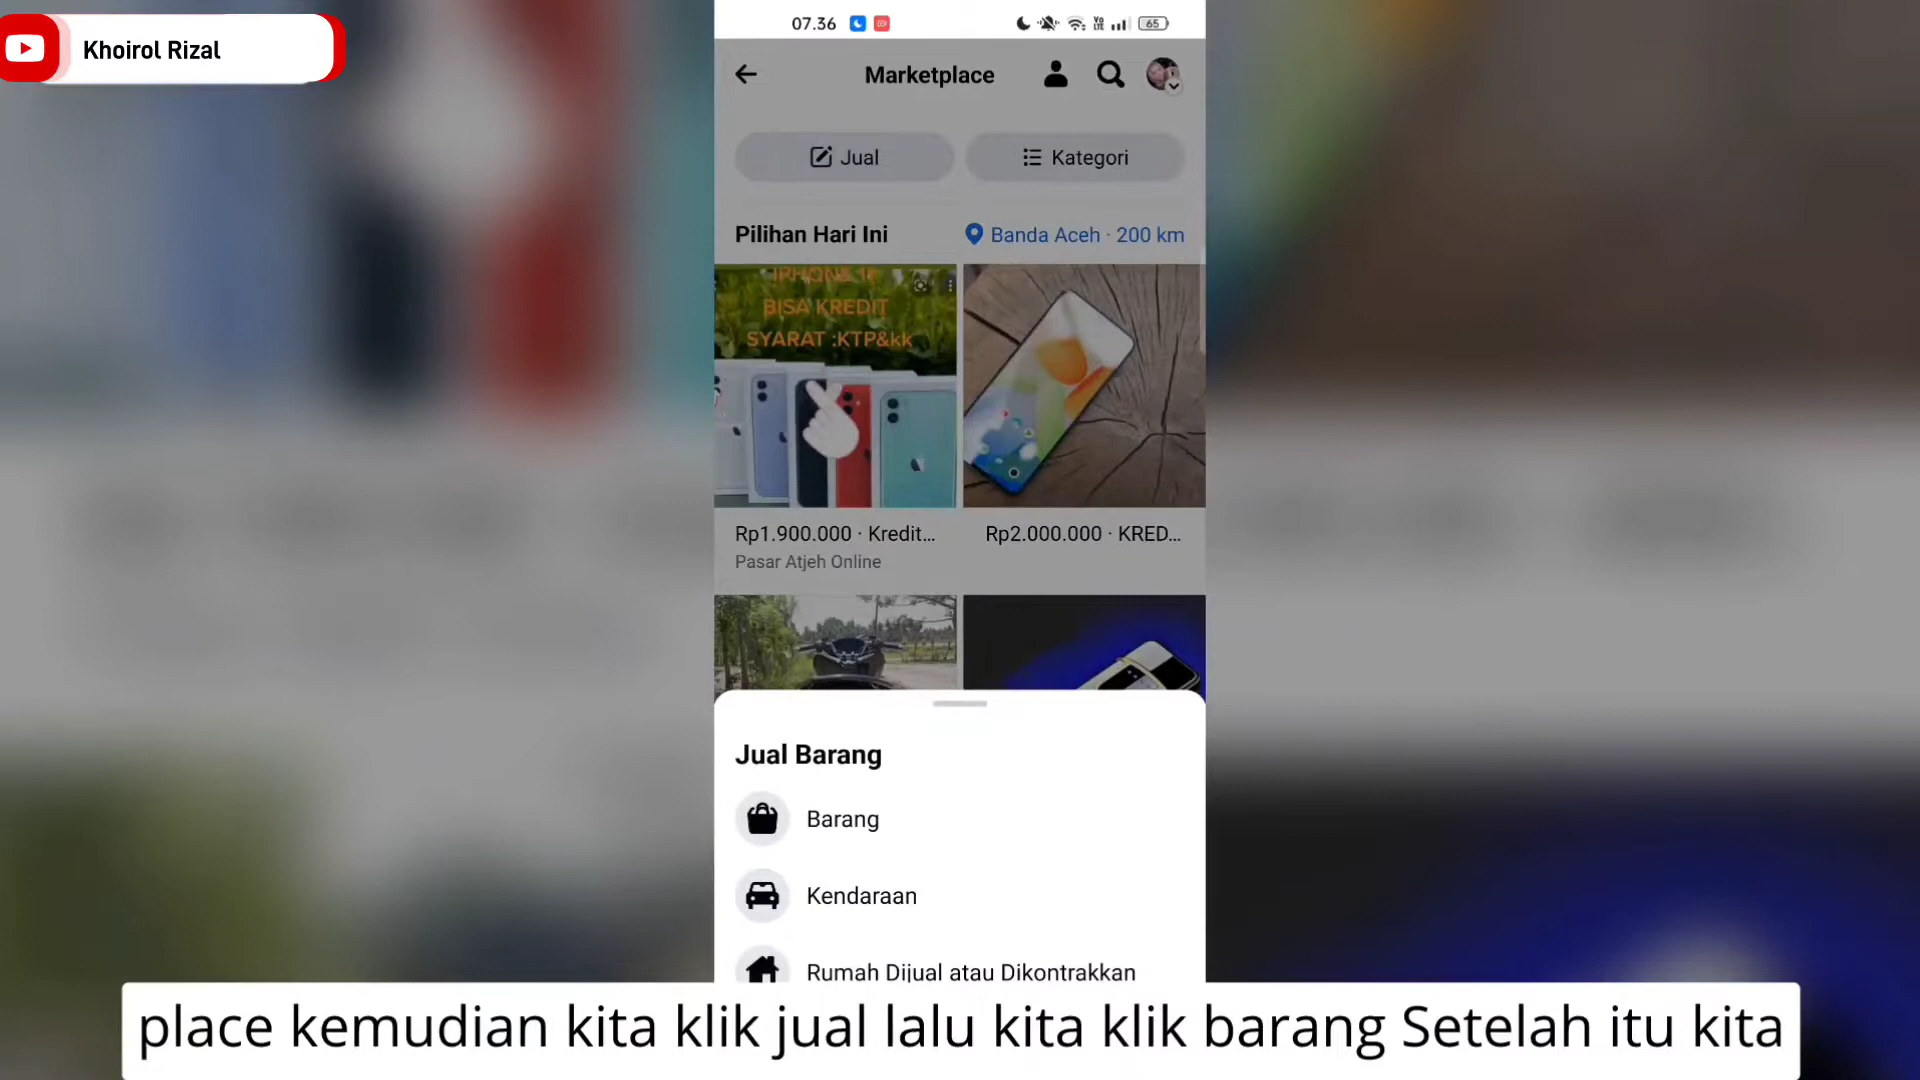 Khoirol Rizal
07.36
65
Marketplace
Jual
Kategori
Pilihan Hari Ini
Banda Aceh · 200 km
BISA KREDIT
SYARAT :KTP&kk
Rp1.900.000 · Kredit...
Rp2.000.000 · KRED...
Pasar Atjeh Online
Jual Barang
Barang
Kendaraan
Rumah Dijual atau Dikontrakkan
place kemudian kita klik jual lalu kita klik barang Setelah itu kita